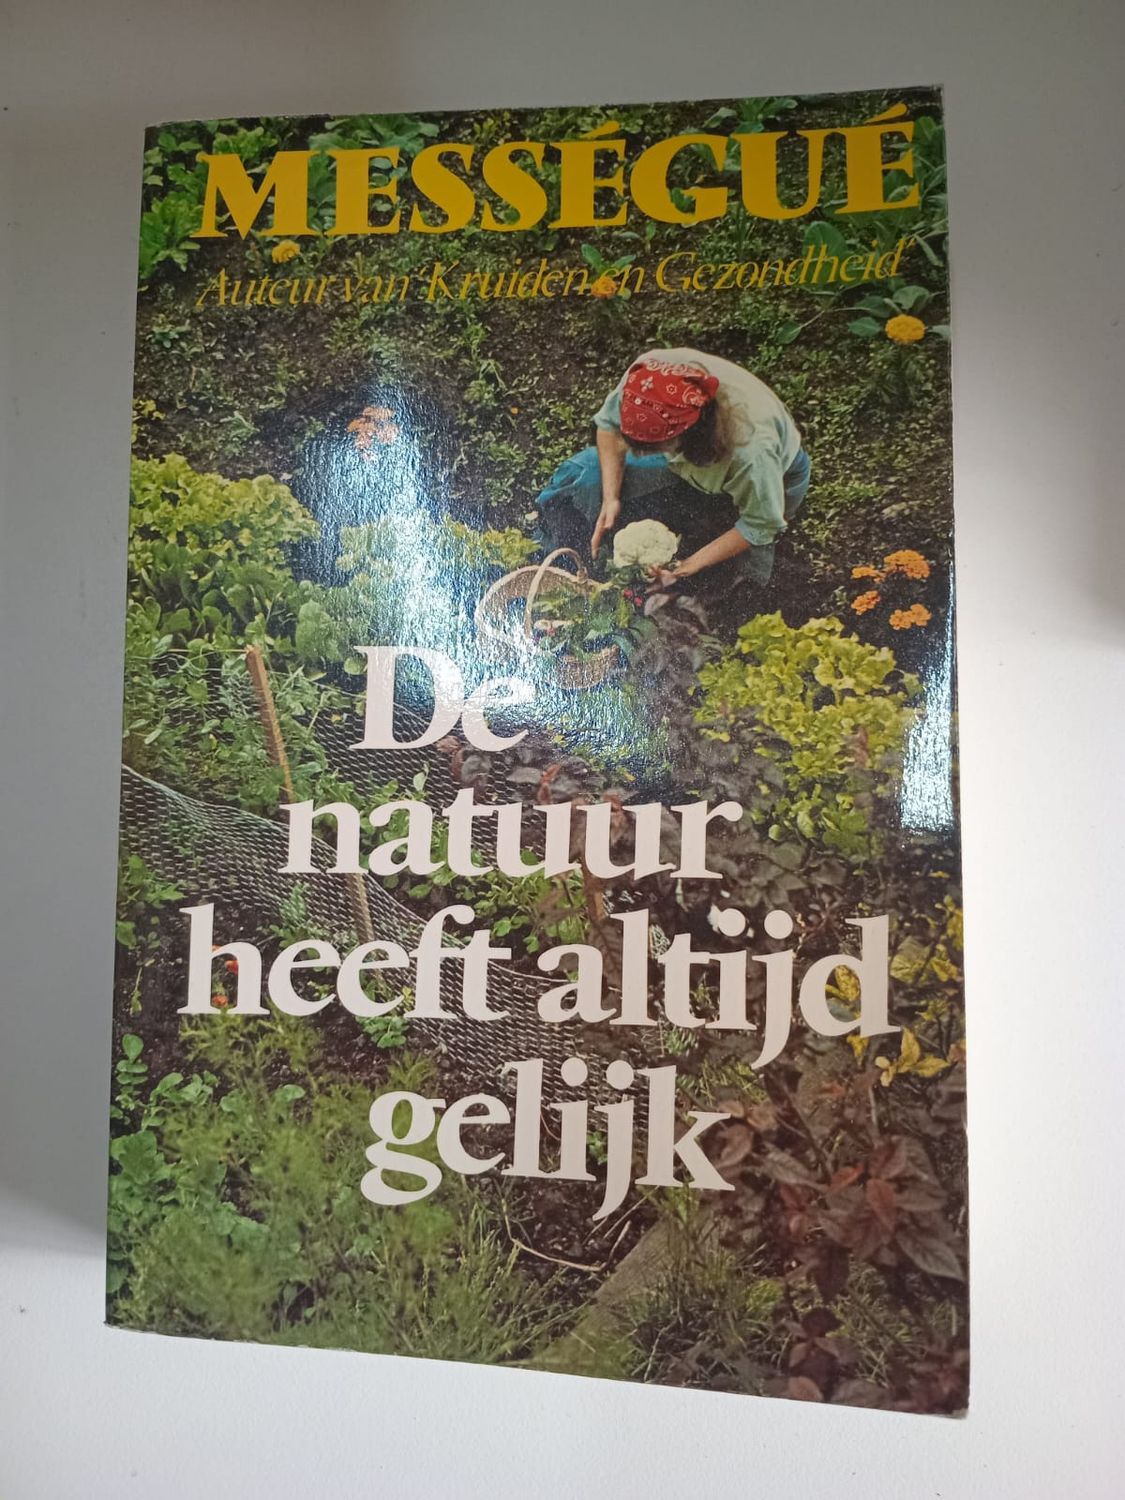 MESSÉGUÉ
Auteur van 'Kruiden en Gezondheid'
De
natuur
heeft altijd
gelijk